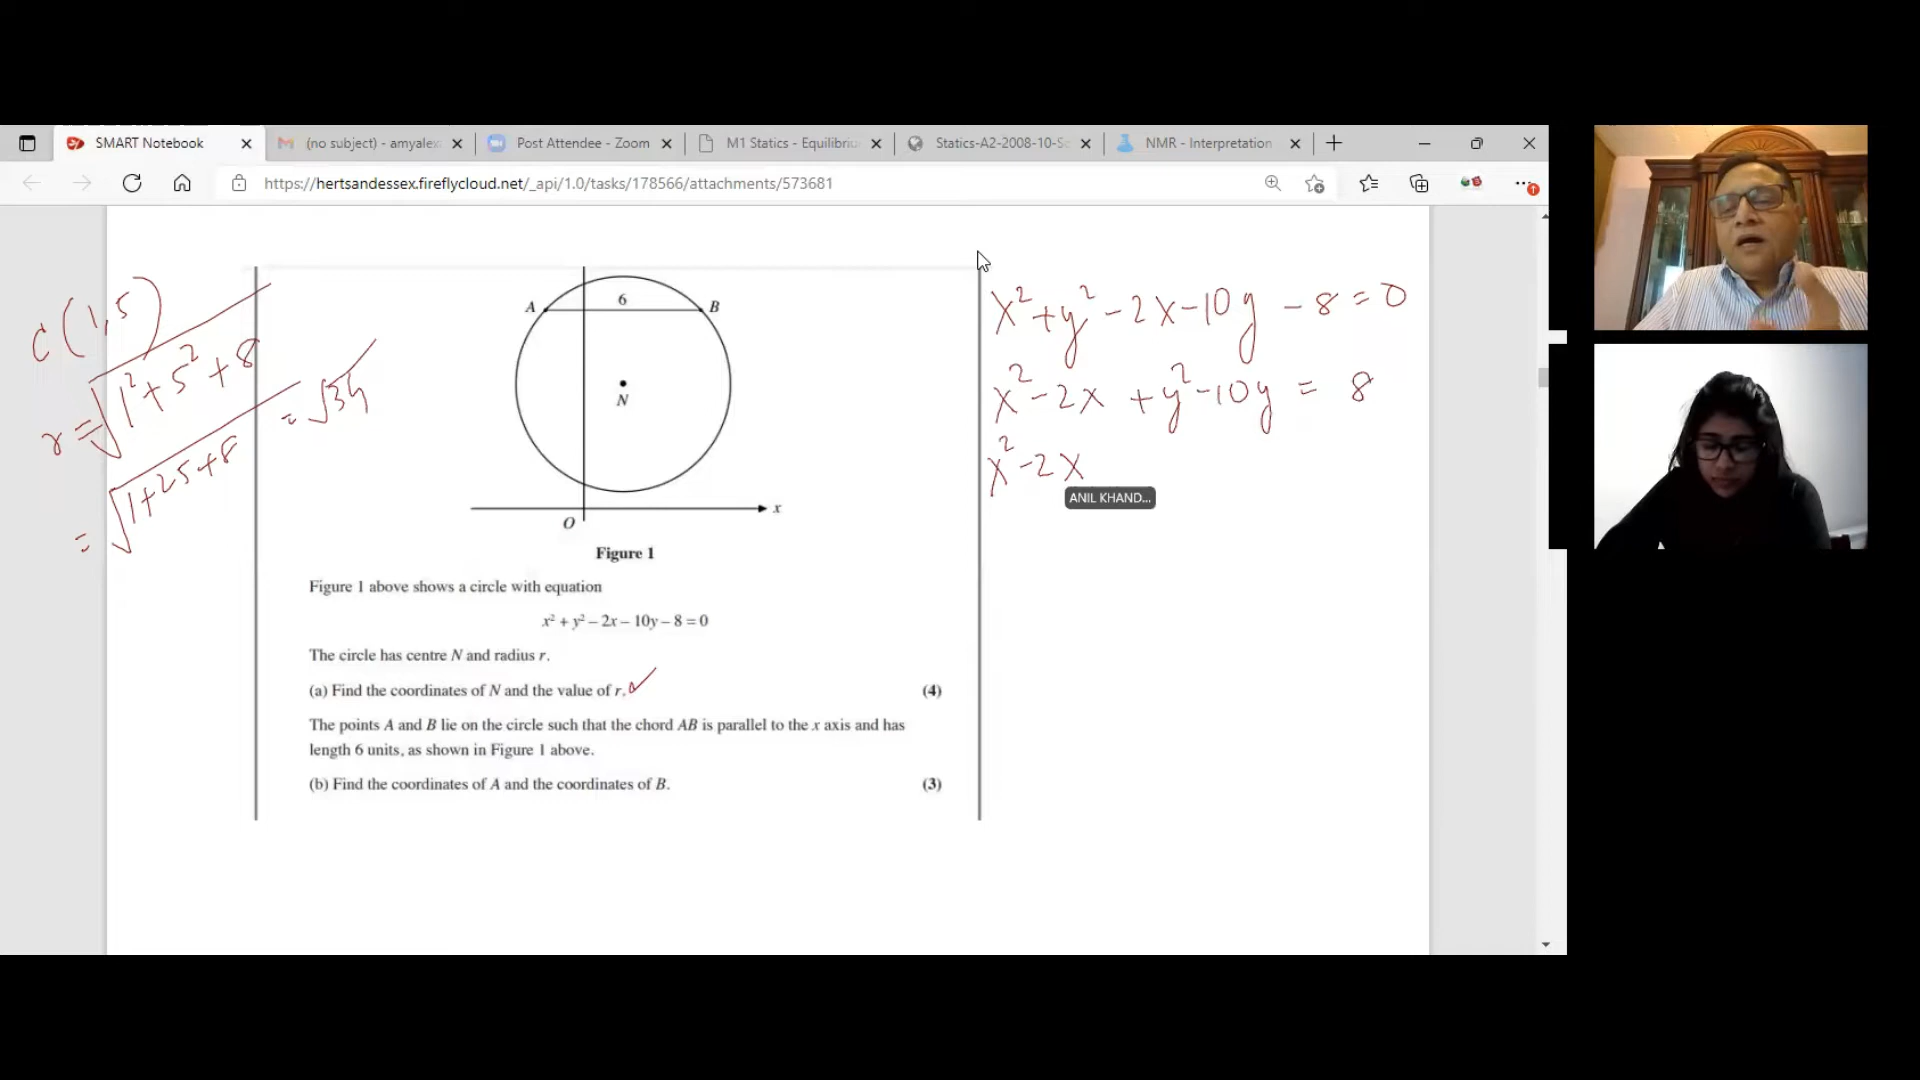 SMART Notebook
(no subject) - amyalex
Post Attendee - Zoom
M1 Statics - Equilibriu
Statics-A2-2008-10-So
NMR - Interpretation
https://hertsandessex.fireflycloud.net/_api/1.0/tasks/178566/attachments/573681
C (1,5)
r = √1² + 5² + 8
= √1+25+8 = √34
A 6 B
N
O x
Figure 1
Figure 1 above shows a circle with equation
x² + y² – 2x – 10y – 8 = 0
The circle has centre N and radius r.
(a) Find the coordinates of N and the value of r. (4)
The points A and B lie on the circle such that the chord AB is parallel to the x axis and has
length 6 units, as shown in Figure 1 above.
(b) Find the coordinates of A and the coordinates of B. (3)
x² + y² - 2x - 10y - 8 = 0
x² - 2x + y² - 10y = 8
x² - 2x
ANIL KHAND...